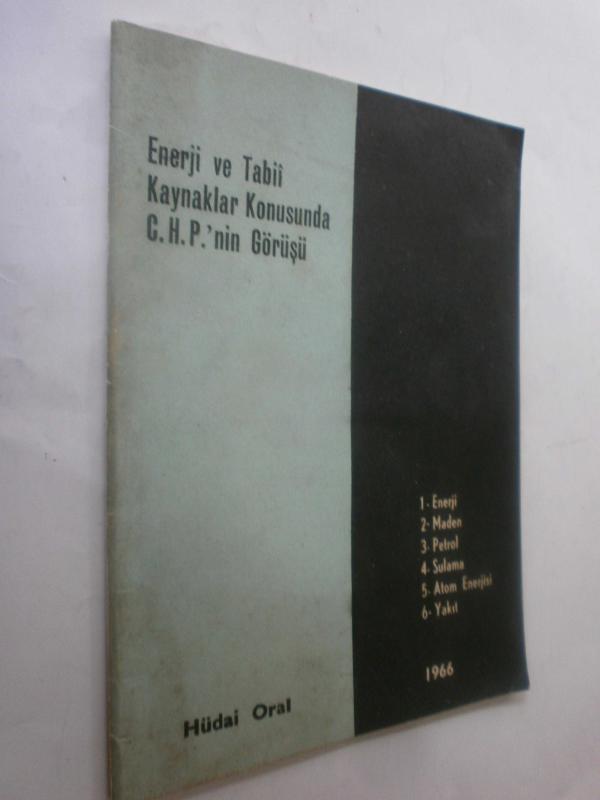 Enerji ve Tabiî
Kaynaklar Konusunda
C.H.P.'nin Görüşü
1- Enerji
2- Maden
3- Petrol
4- Sulama
5- Atom Enerjisi
6- Yakıt
1966
Hüdai Oral